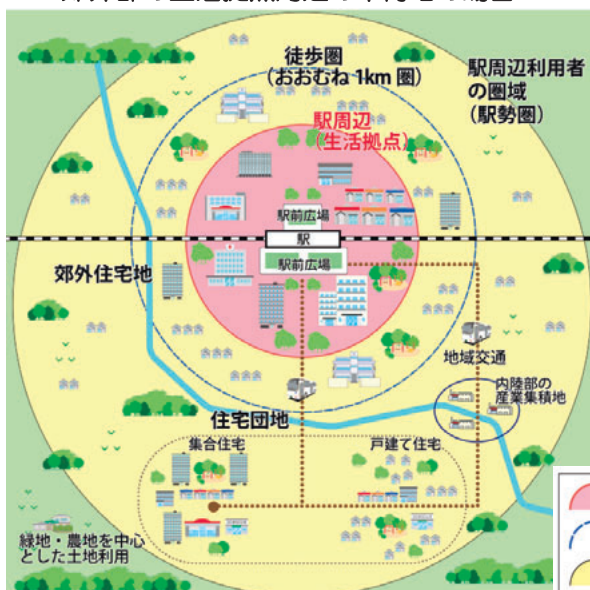 徒歩圏
(おおむね1km圏)
駅周辺利用者
の圏域
(駅勢圏)
駅周辺
(生活拠点)
駅前広場
駅
駅前広場
郊外住宅地
地域交通
内陸部の
産業集積地
住宅団地
集合住宅
戸建て住宅
緑地・農地を中心
とした土地利用